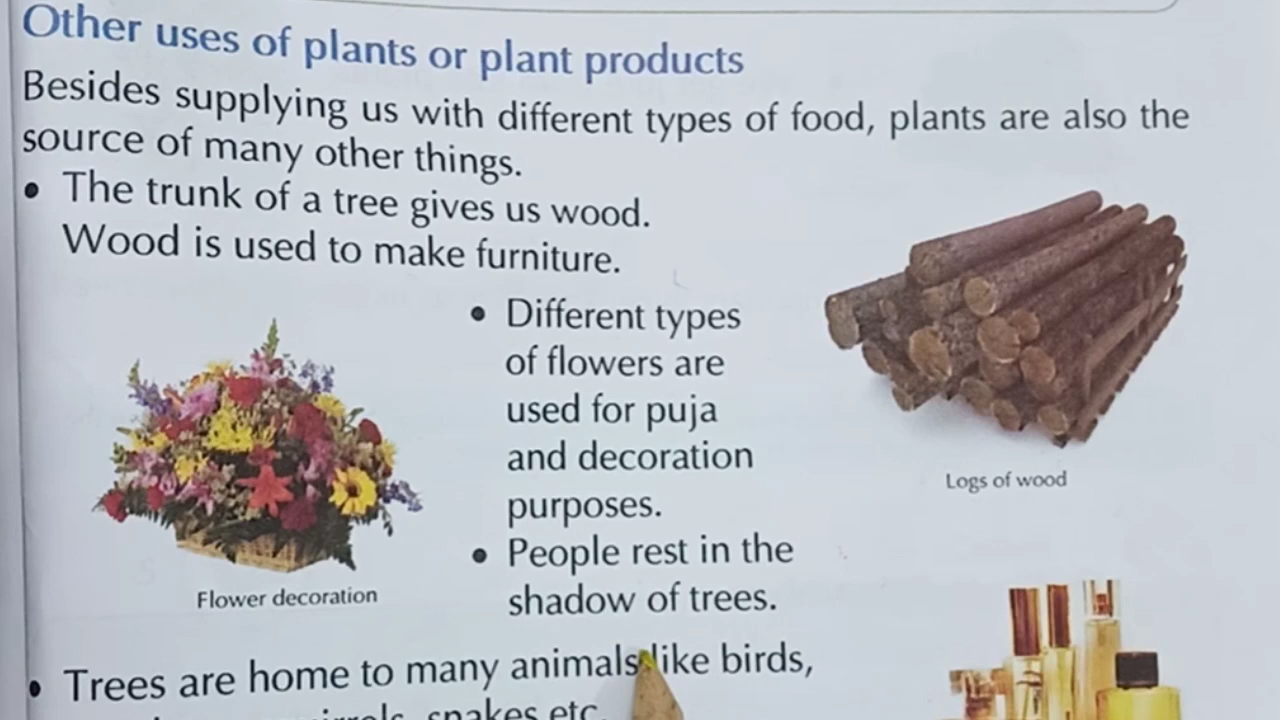 Other uses of plants or plant products
Besides supplying us with different types of food, plants are also the
source of many other things.
• The trunk of a tree gives us wood.
Wood is used to make furniture.
• Different types
of flowers are
used for puja
and decoration
purposes.
• People rest in the
shadow of trees.
Logs of wood
Flower decoration
• Trees are home to many animals like birds,
snakes etc.